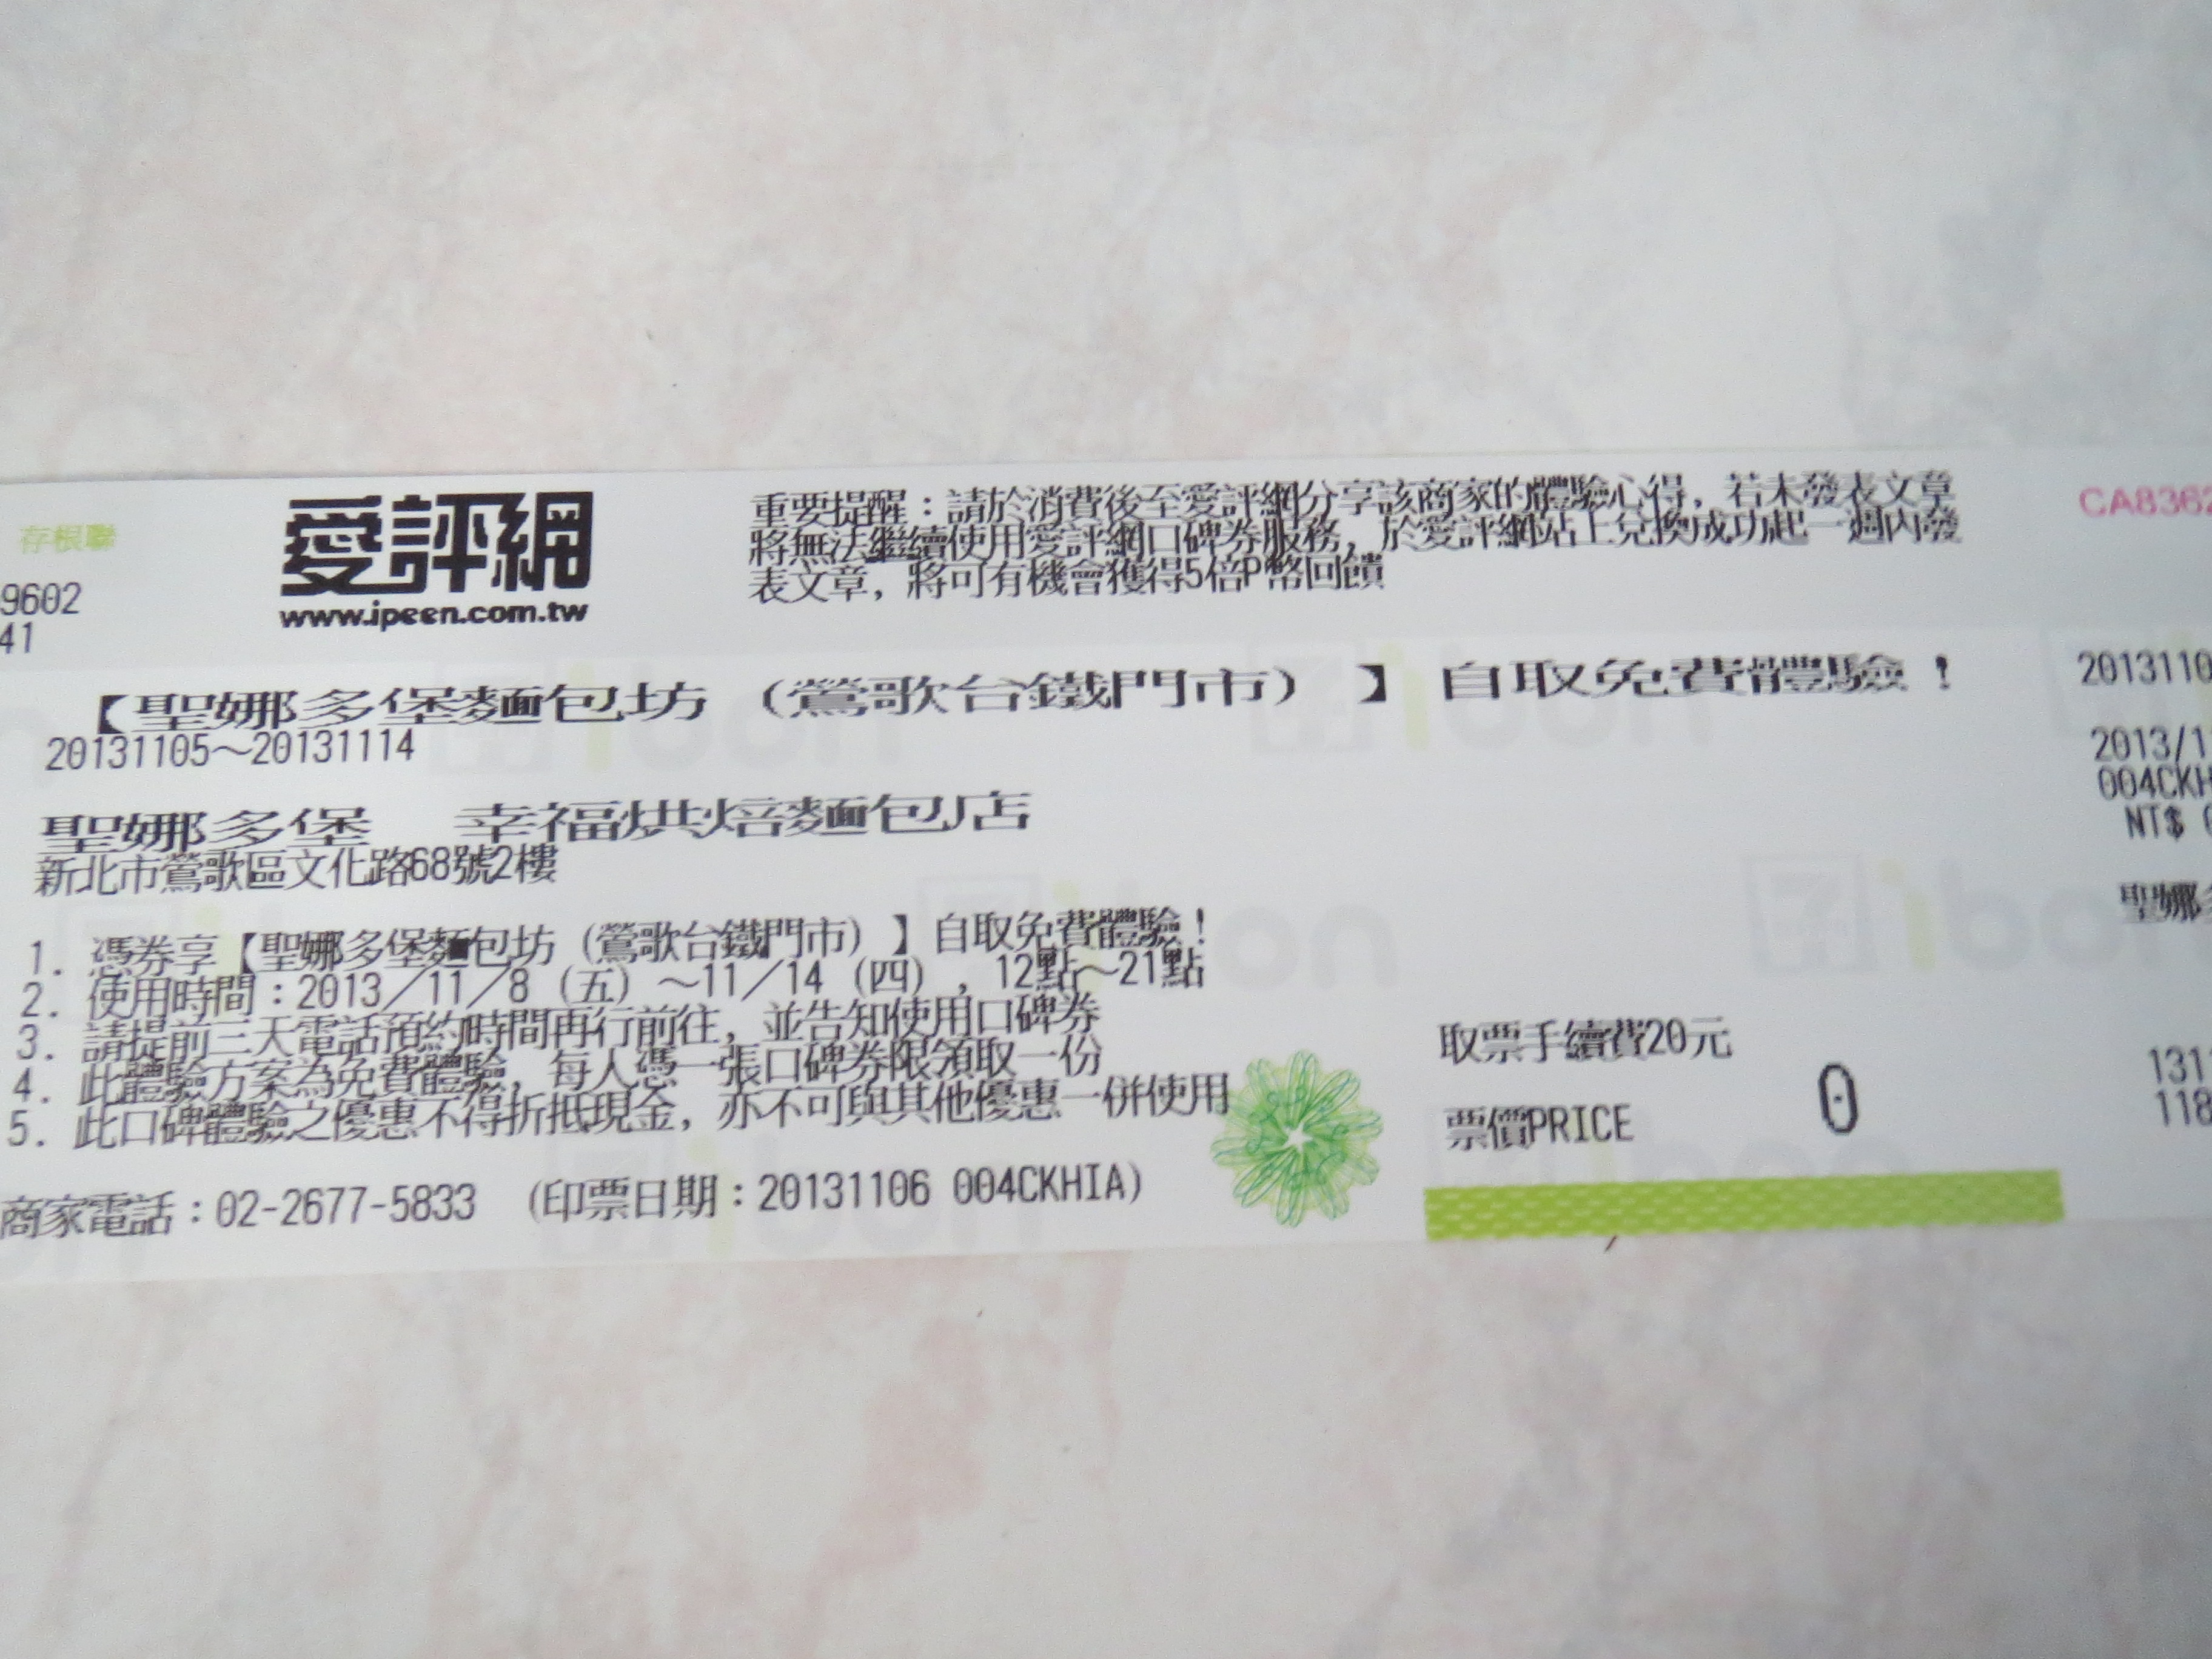 存根聯
9602
41
愛評網
www.ipeen.com.tw
重要提醒：請於消費後至愛評網分享該商家的體驗心得，若未發表文章
將無法繼續使用愛評網口碑券服務，於愛評網站上兌換成功起一週內發
表文章，將可有機會獲得5倍P幣回饋
CA8362
【聖娜多堡麵包坊（鶯歌台鐵門市）】自取免費體驗！
20131105～20131114
聖娜多堡　幸福烘焙麵包店
新北市鶯歌區文化路68號2樓
1. 憑券享【聖娜多堡麵包坊（鶯歌台鐵門市）】自取免費體驗！
2. 使用時間：2013／11／8（五）～11／14（四），12點～21點
3. 請提前三天電話預約時間再行前往，並告知使用口碑券
4. 此體驗方案為免費體驗，每人憑一張口碑券限領取一份
5. 此口碑體驗之優惠不得折抵現金，亦不可與其他優惠一併使用
商家電話：02-2677-5833 (印票日期：20131106 004CKHIA)
取票手續費20元
票價PRICE 0
2013110
2013/1
004CKH
NT$
聖娜
131
118